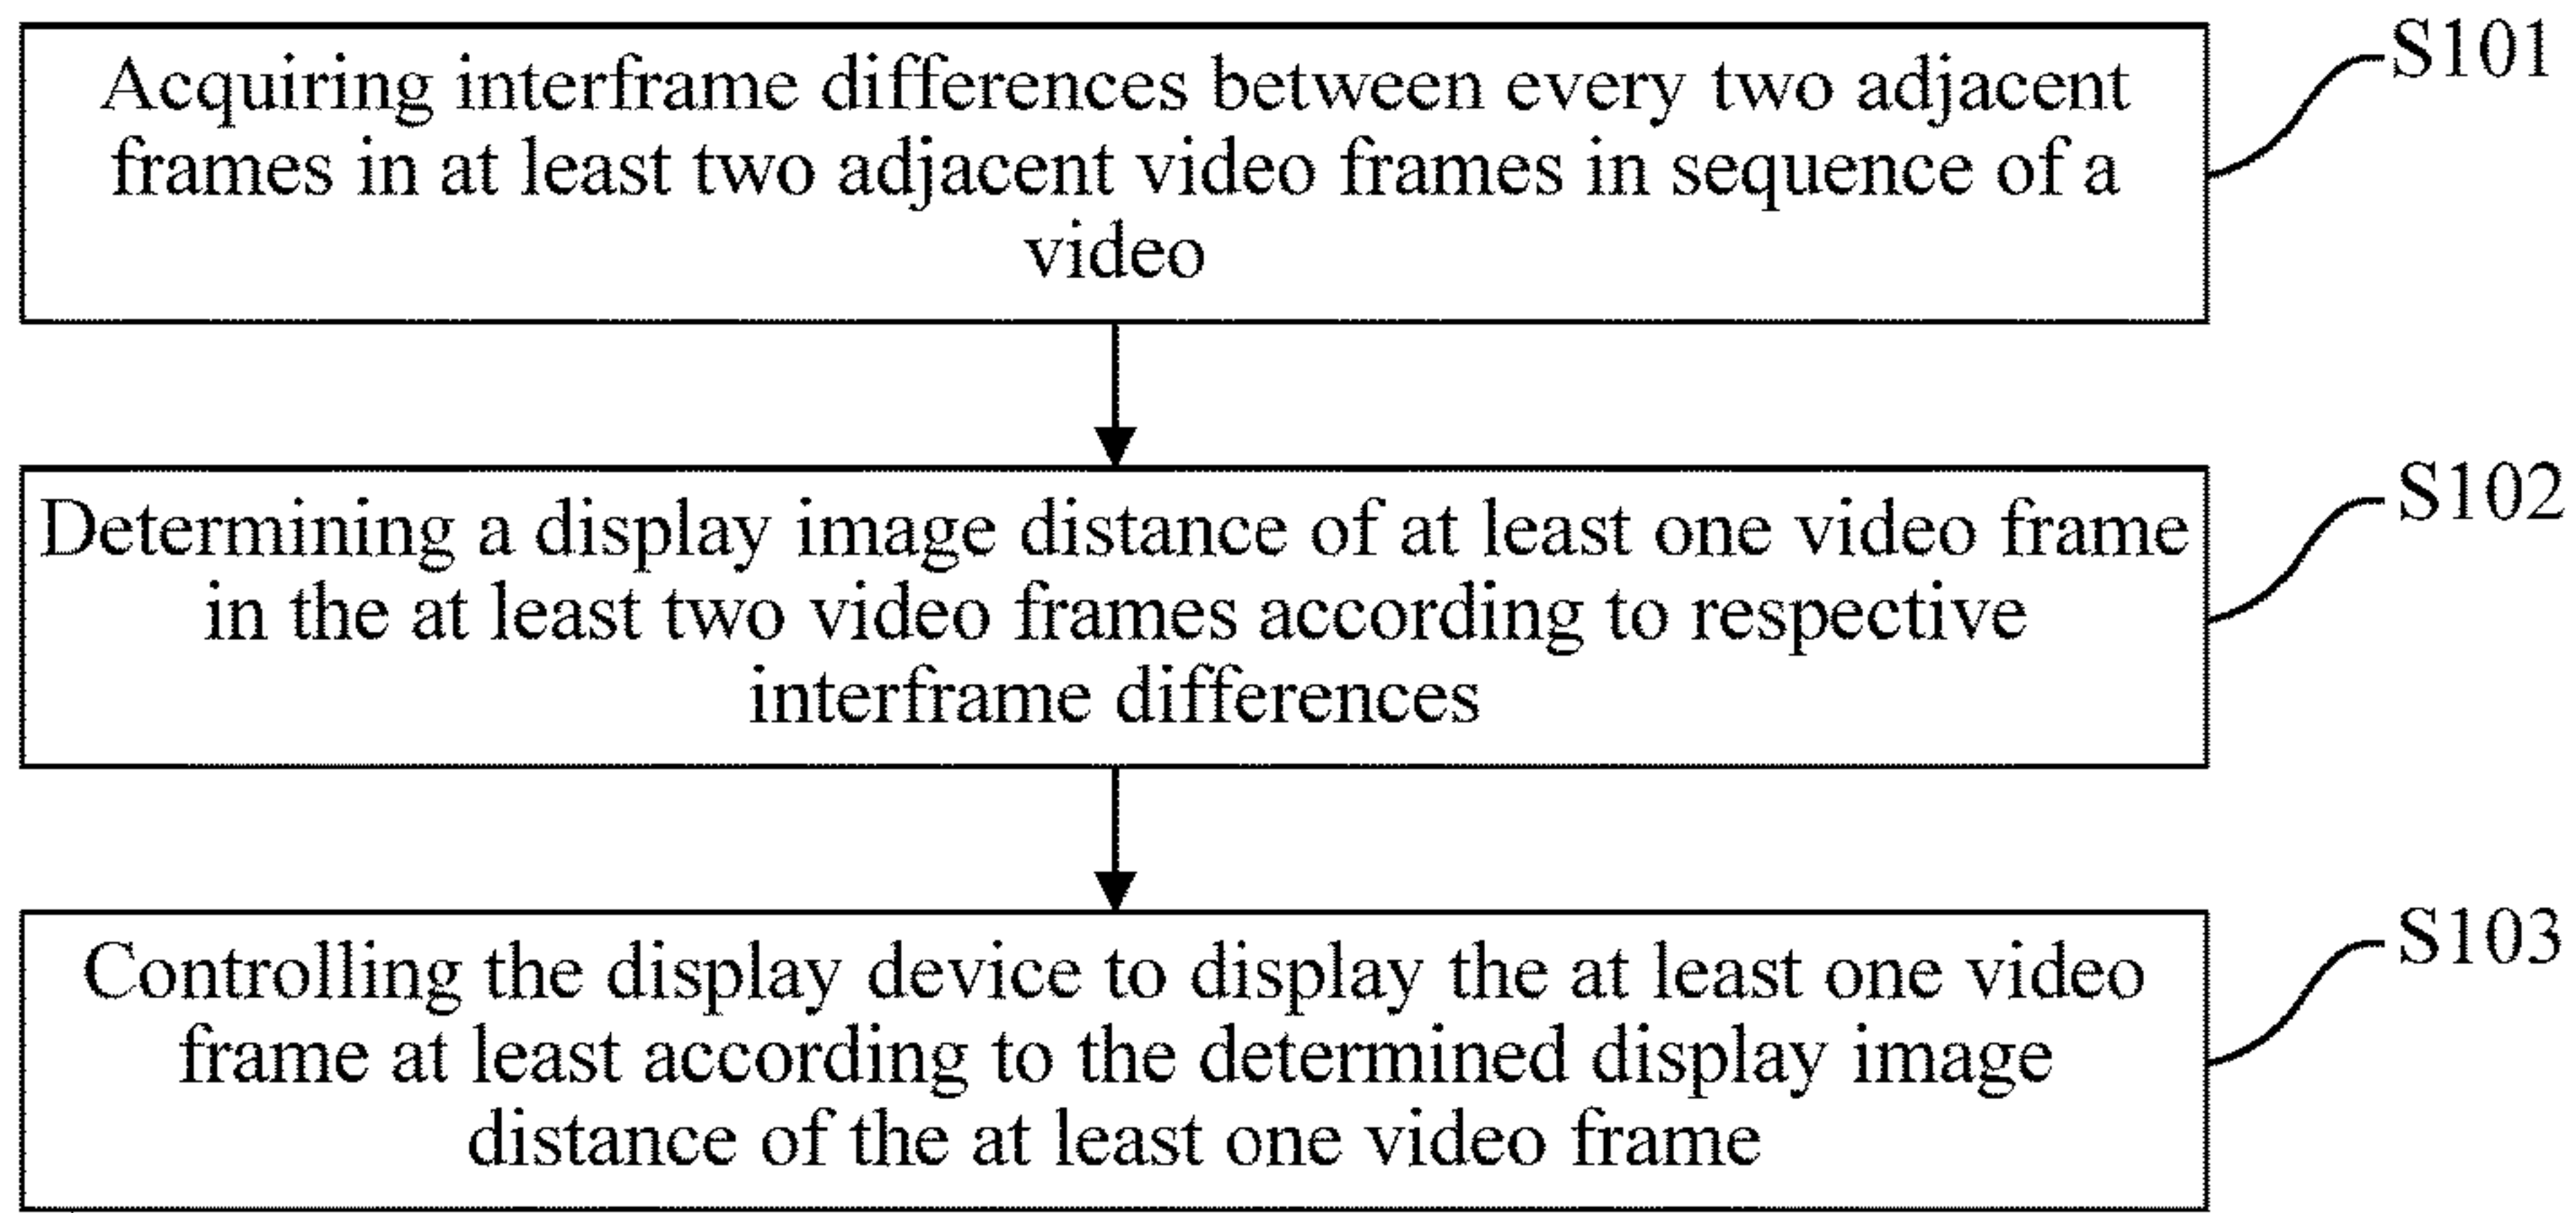 Acquiring interframe differences between every two adjacent
frames in at least two adjacent video frames in sequence of a
video
S101
Determining a display image distance of at least one video frame
in the at least two video frames according to respective
interframe differences
S102
Controlling the display device to display the at least one video
frame at least according to the determined display image
distance of the at least one video frame
S103